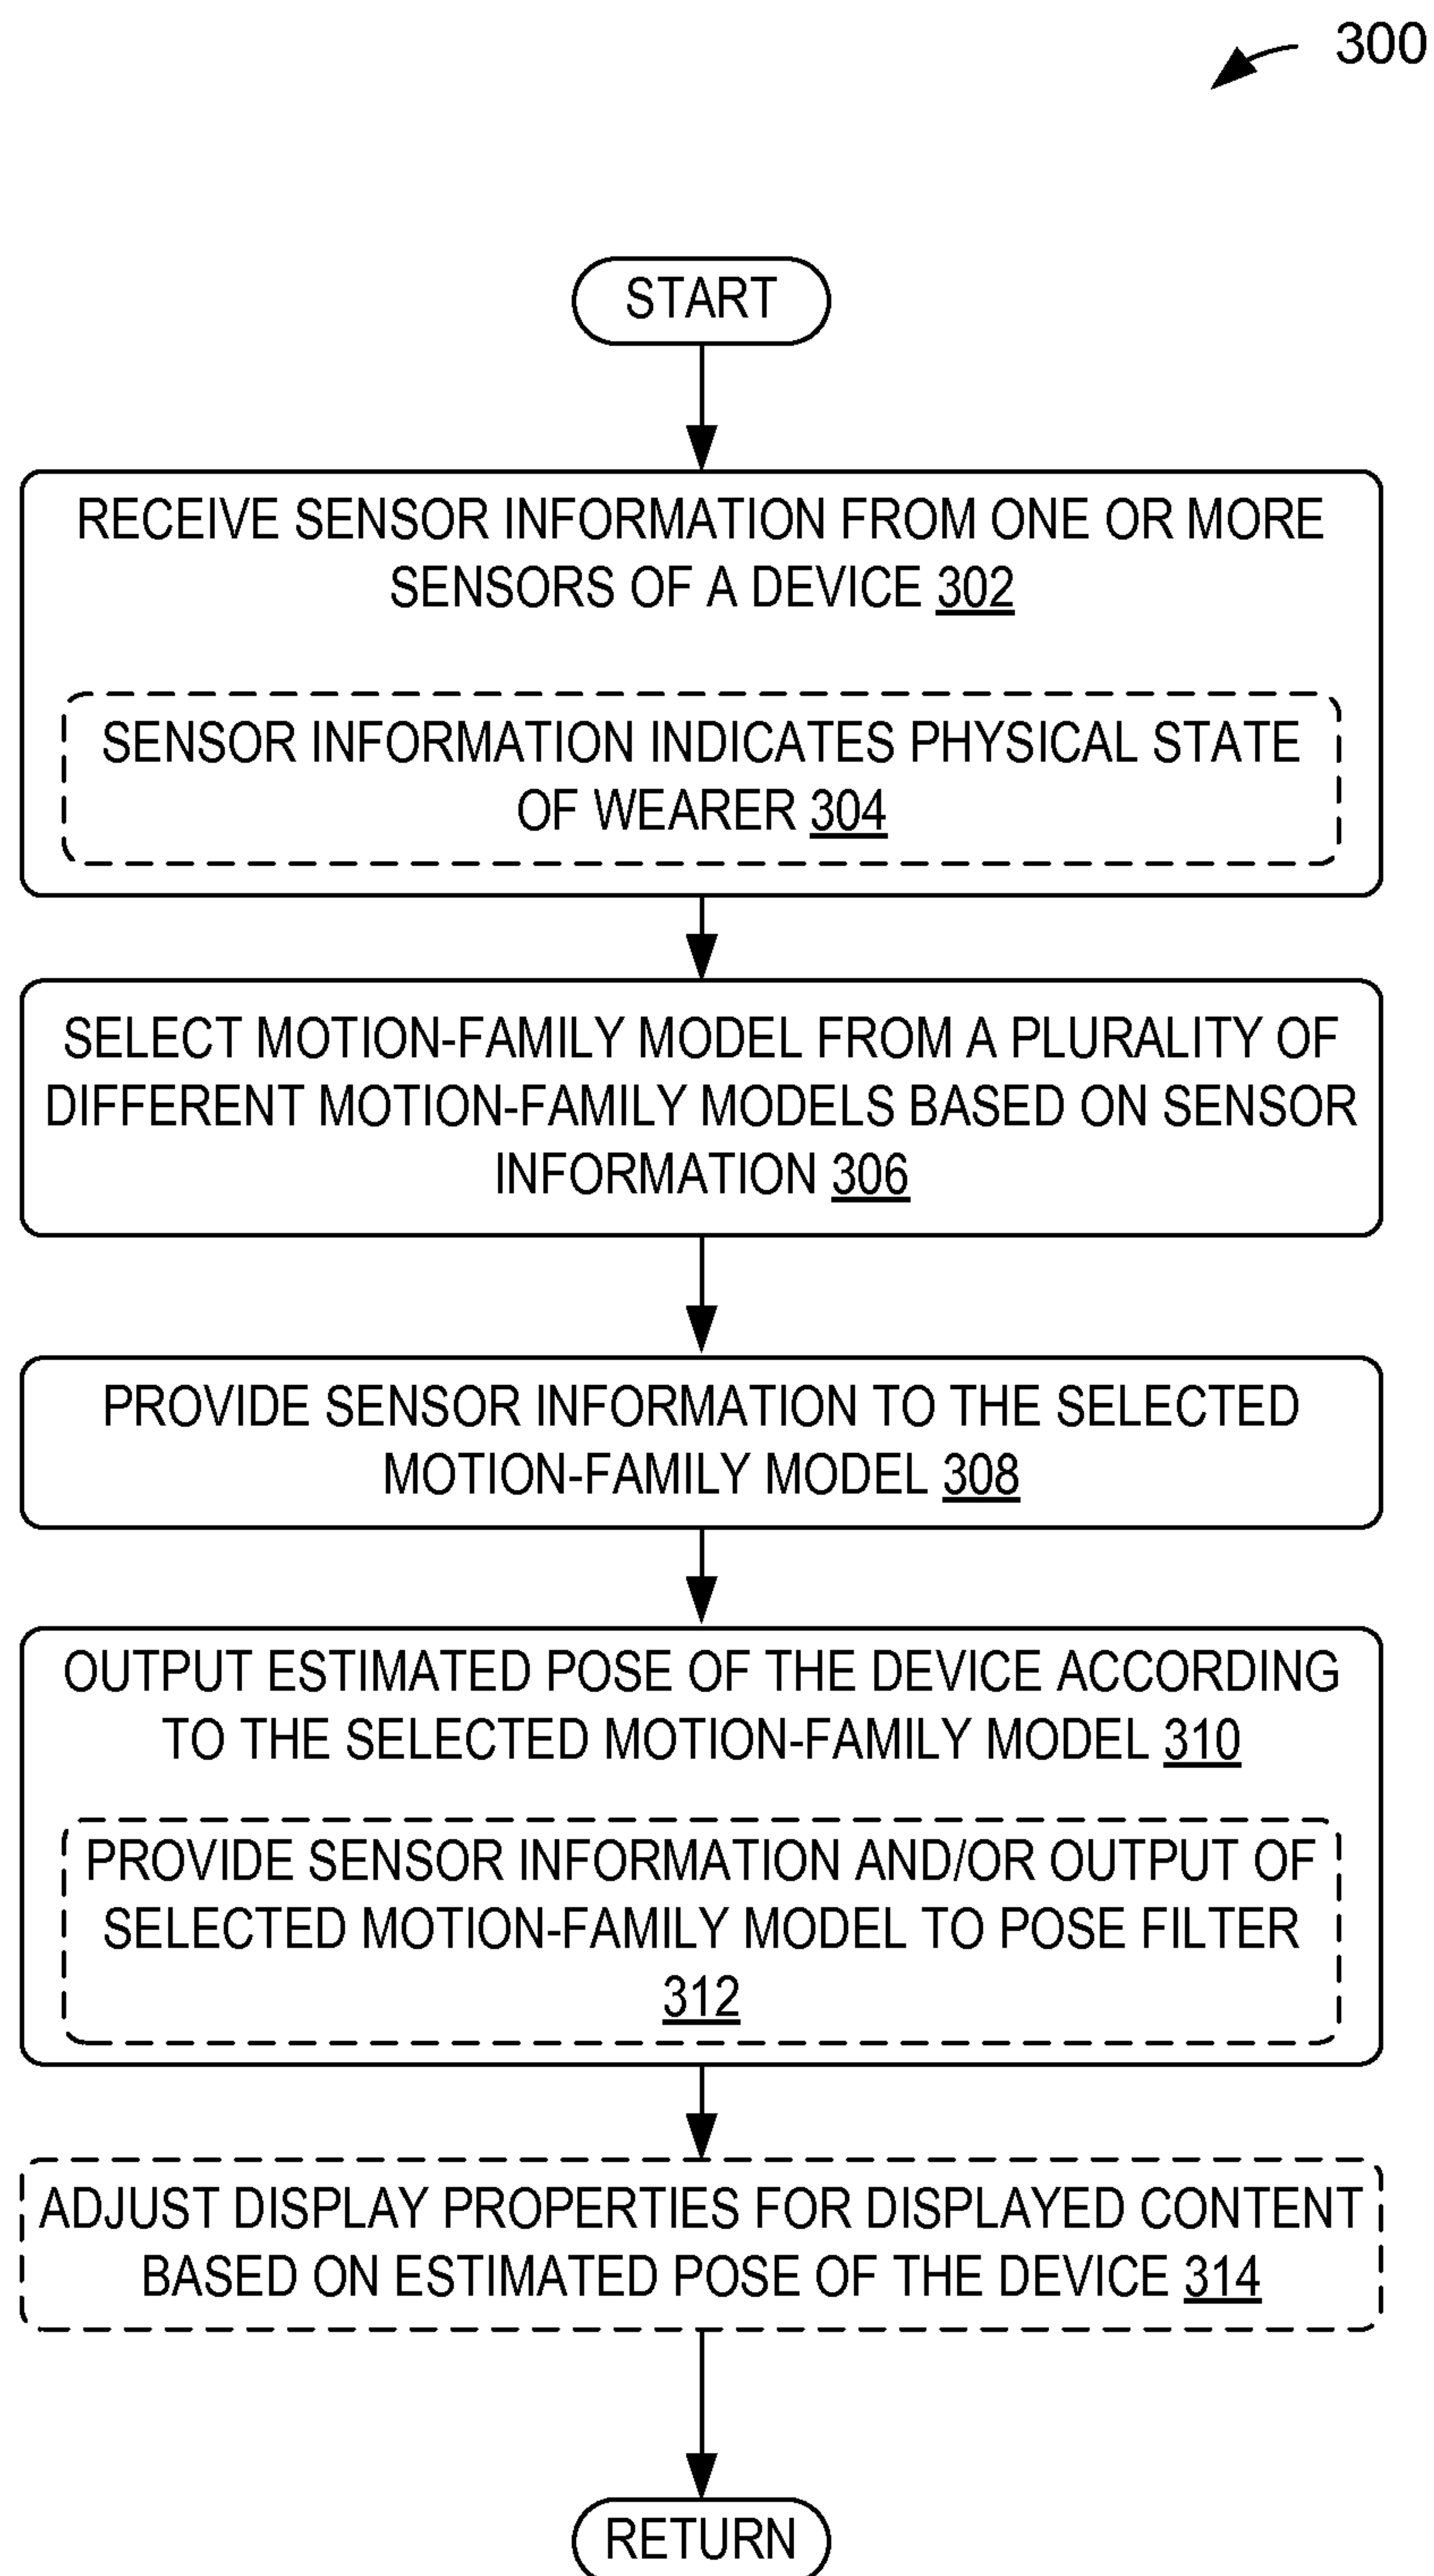 300
START
RECEIVE SENSOR INFORMATION FROM ONE OR MORE
SENSORS OF A DEVICE 302
SENSOR INFORMATION INDICATES PHYSICAL STATE
OF WEARER 304
SELECT MOTION-FAMILY MODEL FROM A PLURALITY OF
DIFFERENT MOTION-FAMILY MODELS BASED ON SENSOR
INFORMATION 306
PROVIDE SENSOR INFORMATION TO THE SELECTED
MOTION-FAMILY MODEL 308
OUTPUT ESTIMATED POSE OF THE DEVICE ACCORDING
TO THE SELECTED MOTION-FAMILY MODEL 310
PROVIDE SENSOR INFORMATION AND/OR OUTPUT OF
SELECTED MOTION-FAMILY MODEL TO POSE FILTER
312
ADJUST DISPLAY PROPERTIES FOR DISPLAYED CONTENT
BASED ON ESTIMATED POSE OF THE DEVICE 314
RETURN